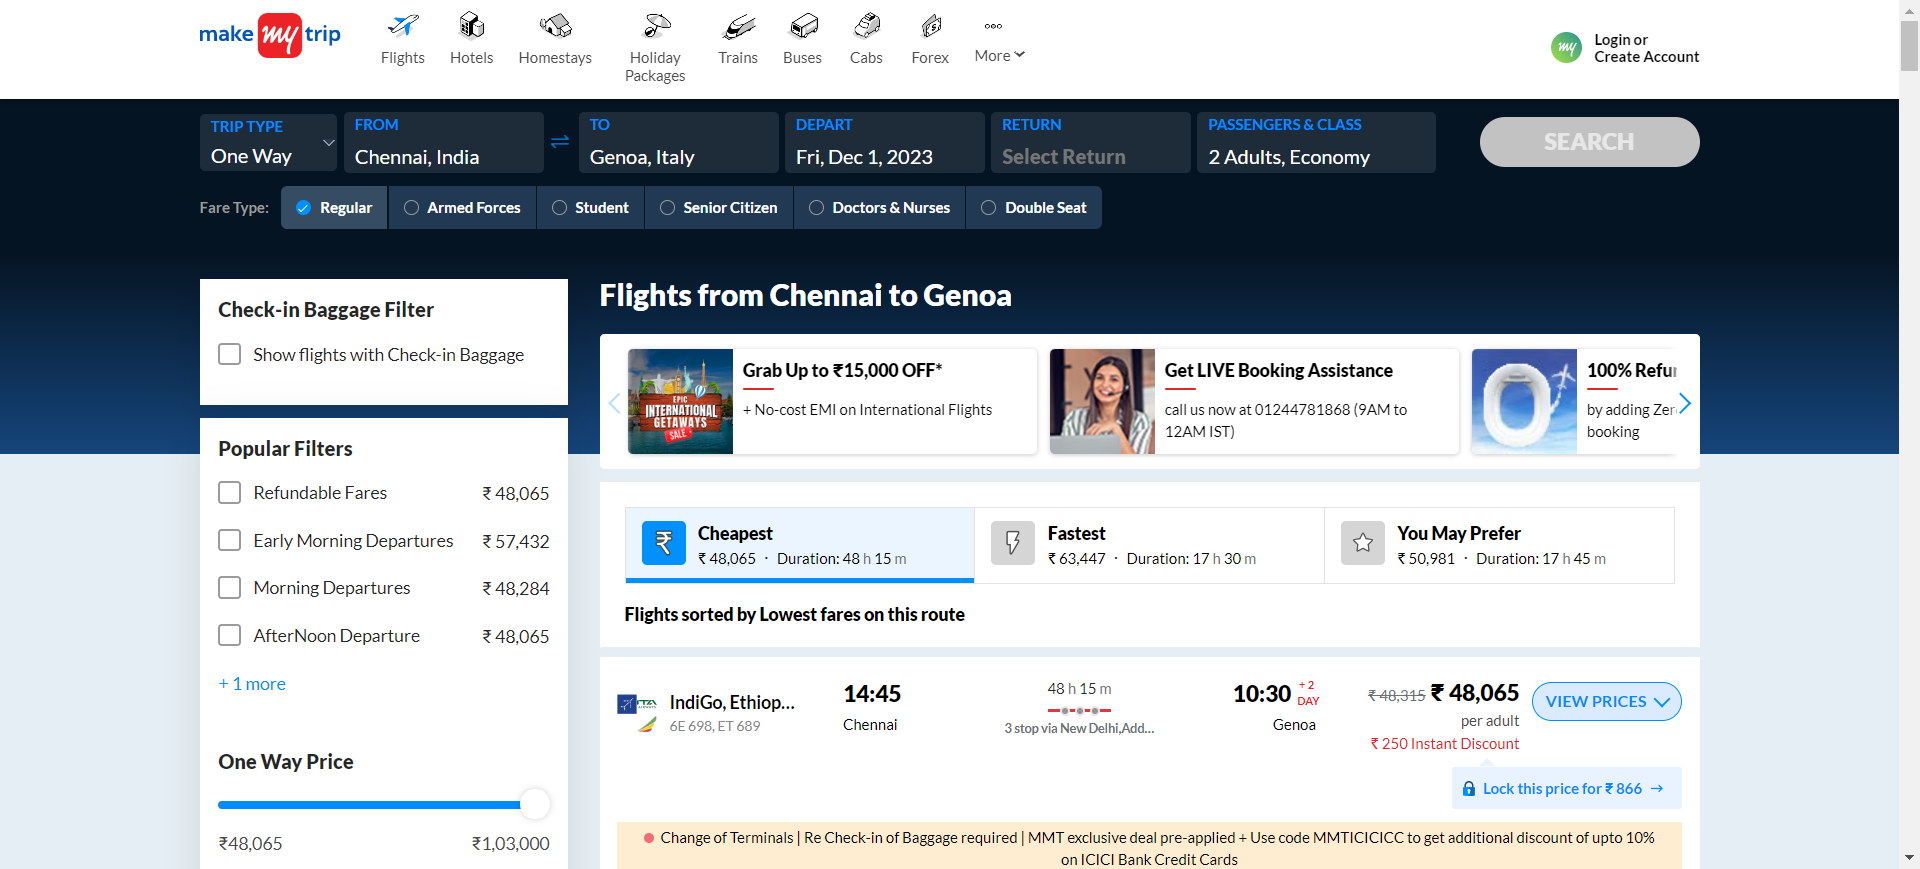 make my trip
Flights
Hotels
Homestays
Holiday
Packages
Trains
Buses
Cabs
Forex
More
my
Login or
Create Account
TRIP TYPE
One Way
FROM
Chennai, India
TO
Genoa, Italy
DEPART
Fri, Dec 1, 2023
RETURN
Select Return
PASSENGERS & CLASS
2 Adults, Economy
SEARCH
Fare Type:
Regular
Armed Forces
Student
Senior Citizen
Doctors & Nurses
Double Seat
Check-in Baggage Filter
Show flights with Check-in Baggage
Popular Filters
Refundable Fares ₹ 48,065
Early Morning Departures ₹ 57,432
Morning Departures ₹ 48,284
AfterNoon Departure ₹ 48,065
+ 1 more
One Way Price
₹48,065 ₹1,03,000
Flights from Chennai to Genoa
EPIC
INTERNATIONAL
GETAWAYS
SALE
Grab Up to ₹15,000 OFF*
+ No-cost EMI on International Flights
Get LIVE Booking Assistance
call us now at 01244781868 (9AM to
12AM IST)
100% Refu
by adding Zer
booking
Cheapest
₹ 48,065 · Duration: 48 h 15 m
Fastest
₹ 63,447 · Duration: 17 h 30 m
You May Prefer
₹ 50,981 · Duration: 17 h 45 m
Flights sorted by Lowest fares on this route
IndiGo, Ethiop...
6E 698, ET 689
14:45
Chennai
48 h 15 m
3 stop via New Delhi,Add...
10:30 + 2
DAY
Genoa
₹ 48,315 ₹ 48,065
per adult
₹ 250 Instant Discount
VIEW PRICES
Lock this price for ₹ 866 →
Change of Terminals | Re Check-in of Baggage required | MMT exclusive deal pre-applied + Use code MMTICICICC to get additional discount of upto 10%
on ICICI Bank Credit Cards